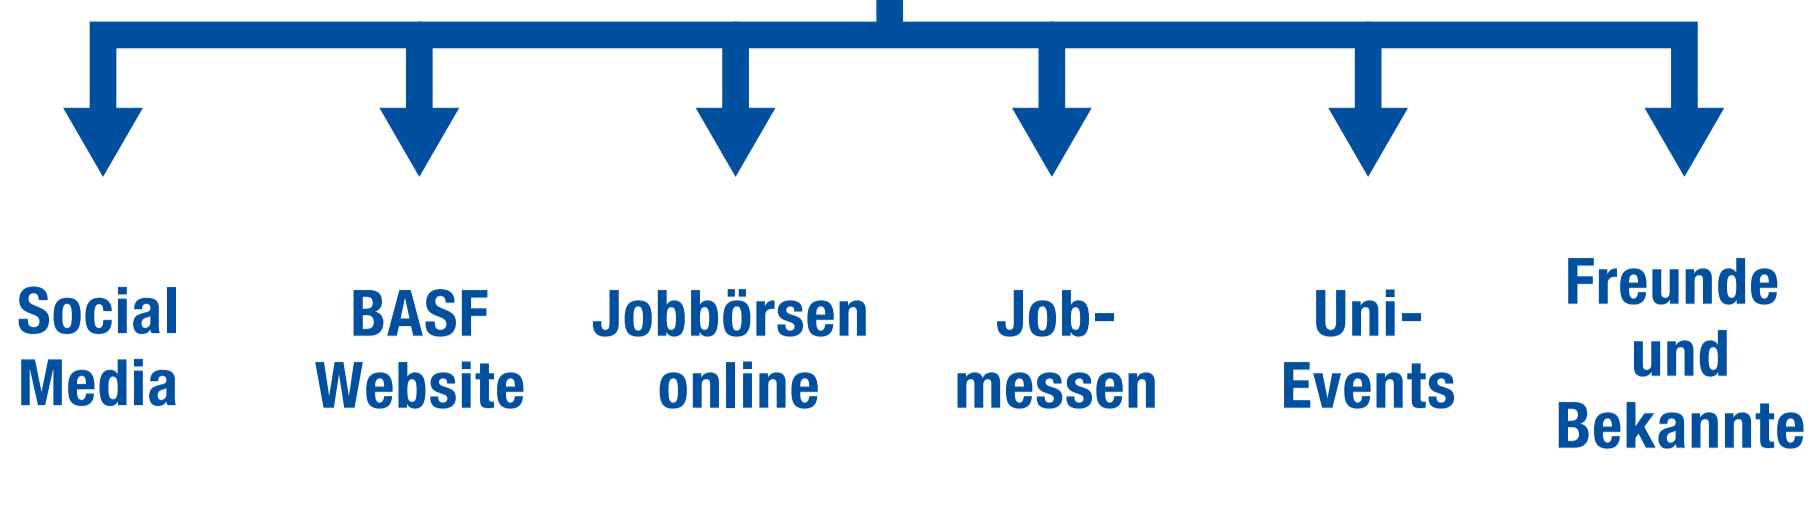 Social
Media
BASF
Website
Jobbörsen
online
Job-
messen
Uni-
Events
Freunde
und
Bekannte